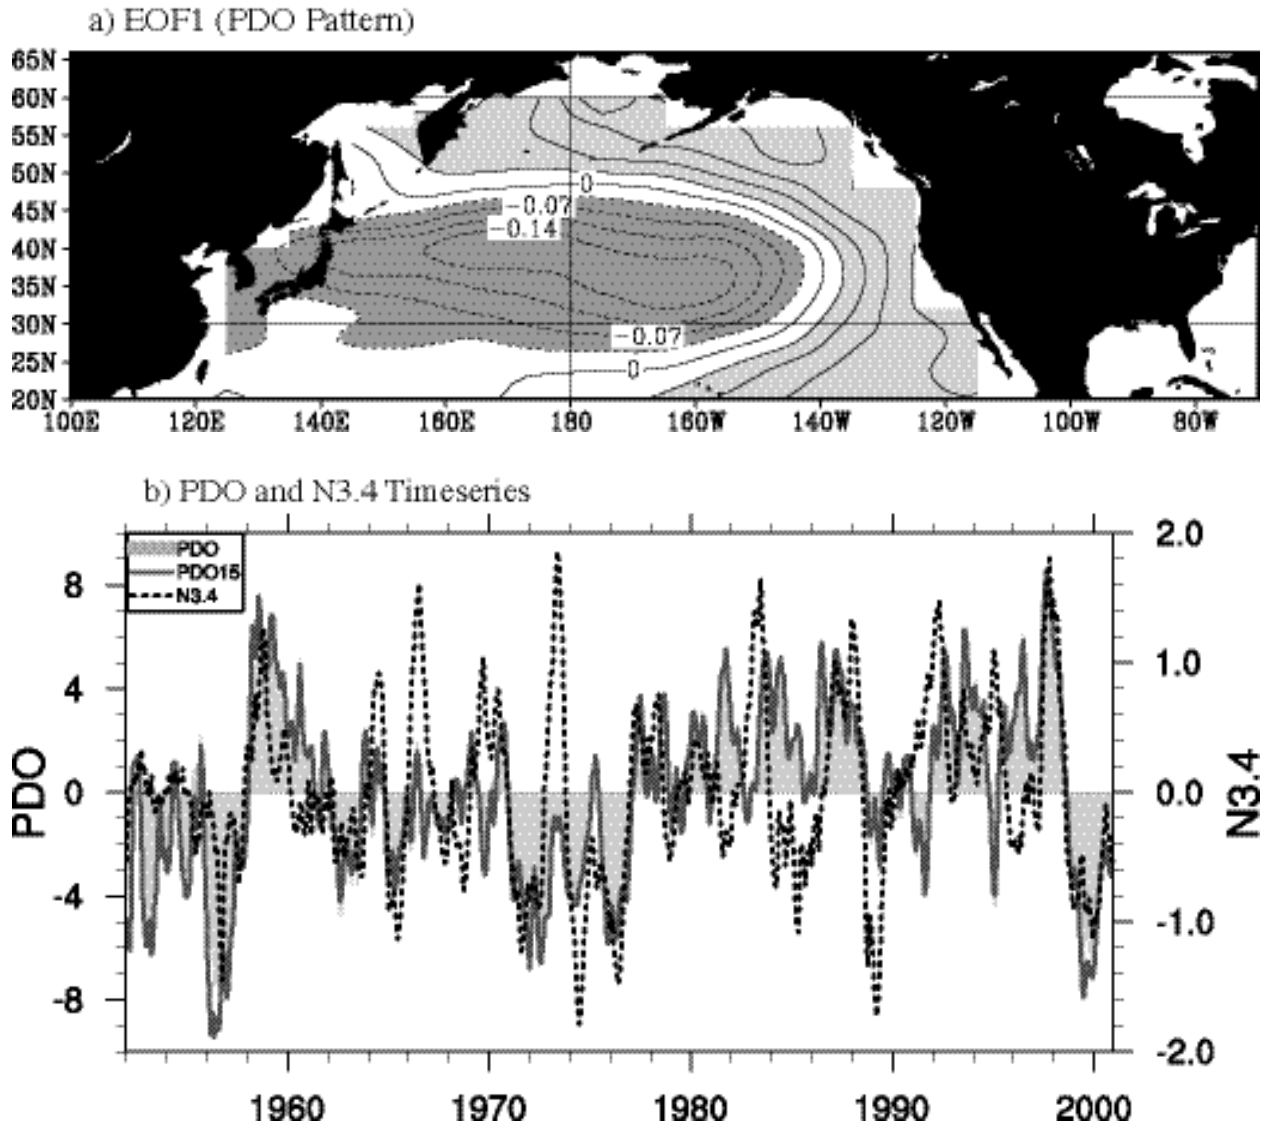 a) EOF1 (PDO Pattern)
65N
60N
55N
50N
45N
40N
35N
30N
25N
20N
0
-0.07
-0.14
-0.07
0
100E 120E 140E 160E 180 160W 140W 120W 100W 80W
b) PDO and N3.4 Timeseries
PDO
PDO15
N3.4
8
4
0
-4
-8
PDO
2.0
1.0
0.0
-1.0
-2.0
N3.4
1960 1970 1980 1990 2000